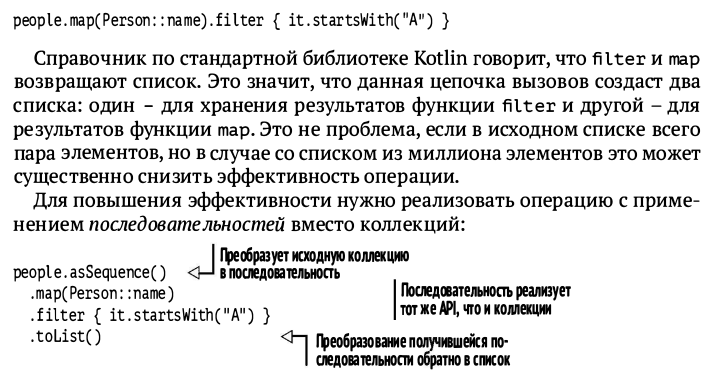 people.map(Person::name).filter { it.startsWith("A") }
Справочник по стандартной библиотеке Kotlin говорит, что filter и map
возвращают список. Это значит, что данная цепочка вызовов создаст два
списка: один – для хранения результатов функции filter и другой – для
результатов функции map. Это не проблема, если в исходном списке всего
пара элементов, но в случае со списком из миллиона элементов это может
существенно снизить эффективность операции.
Для повышения эффективности нужно реализовать операцию с приме-
нением последовательностей вместо коллекций:
people.asSequence()
Преобразует исходную коллекцию
в последовательность
.map(Person::name)
.filter { it.startsWith("A") }
Последовательность реализует
тот же API, что и коллекции
.toList()
Преобразование получившейся по-
следовательности обратно в список